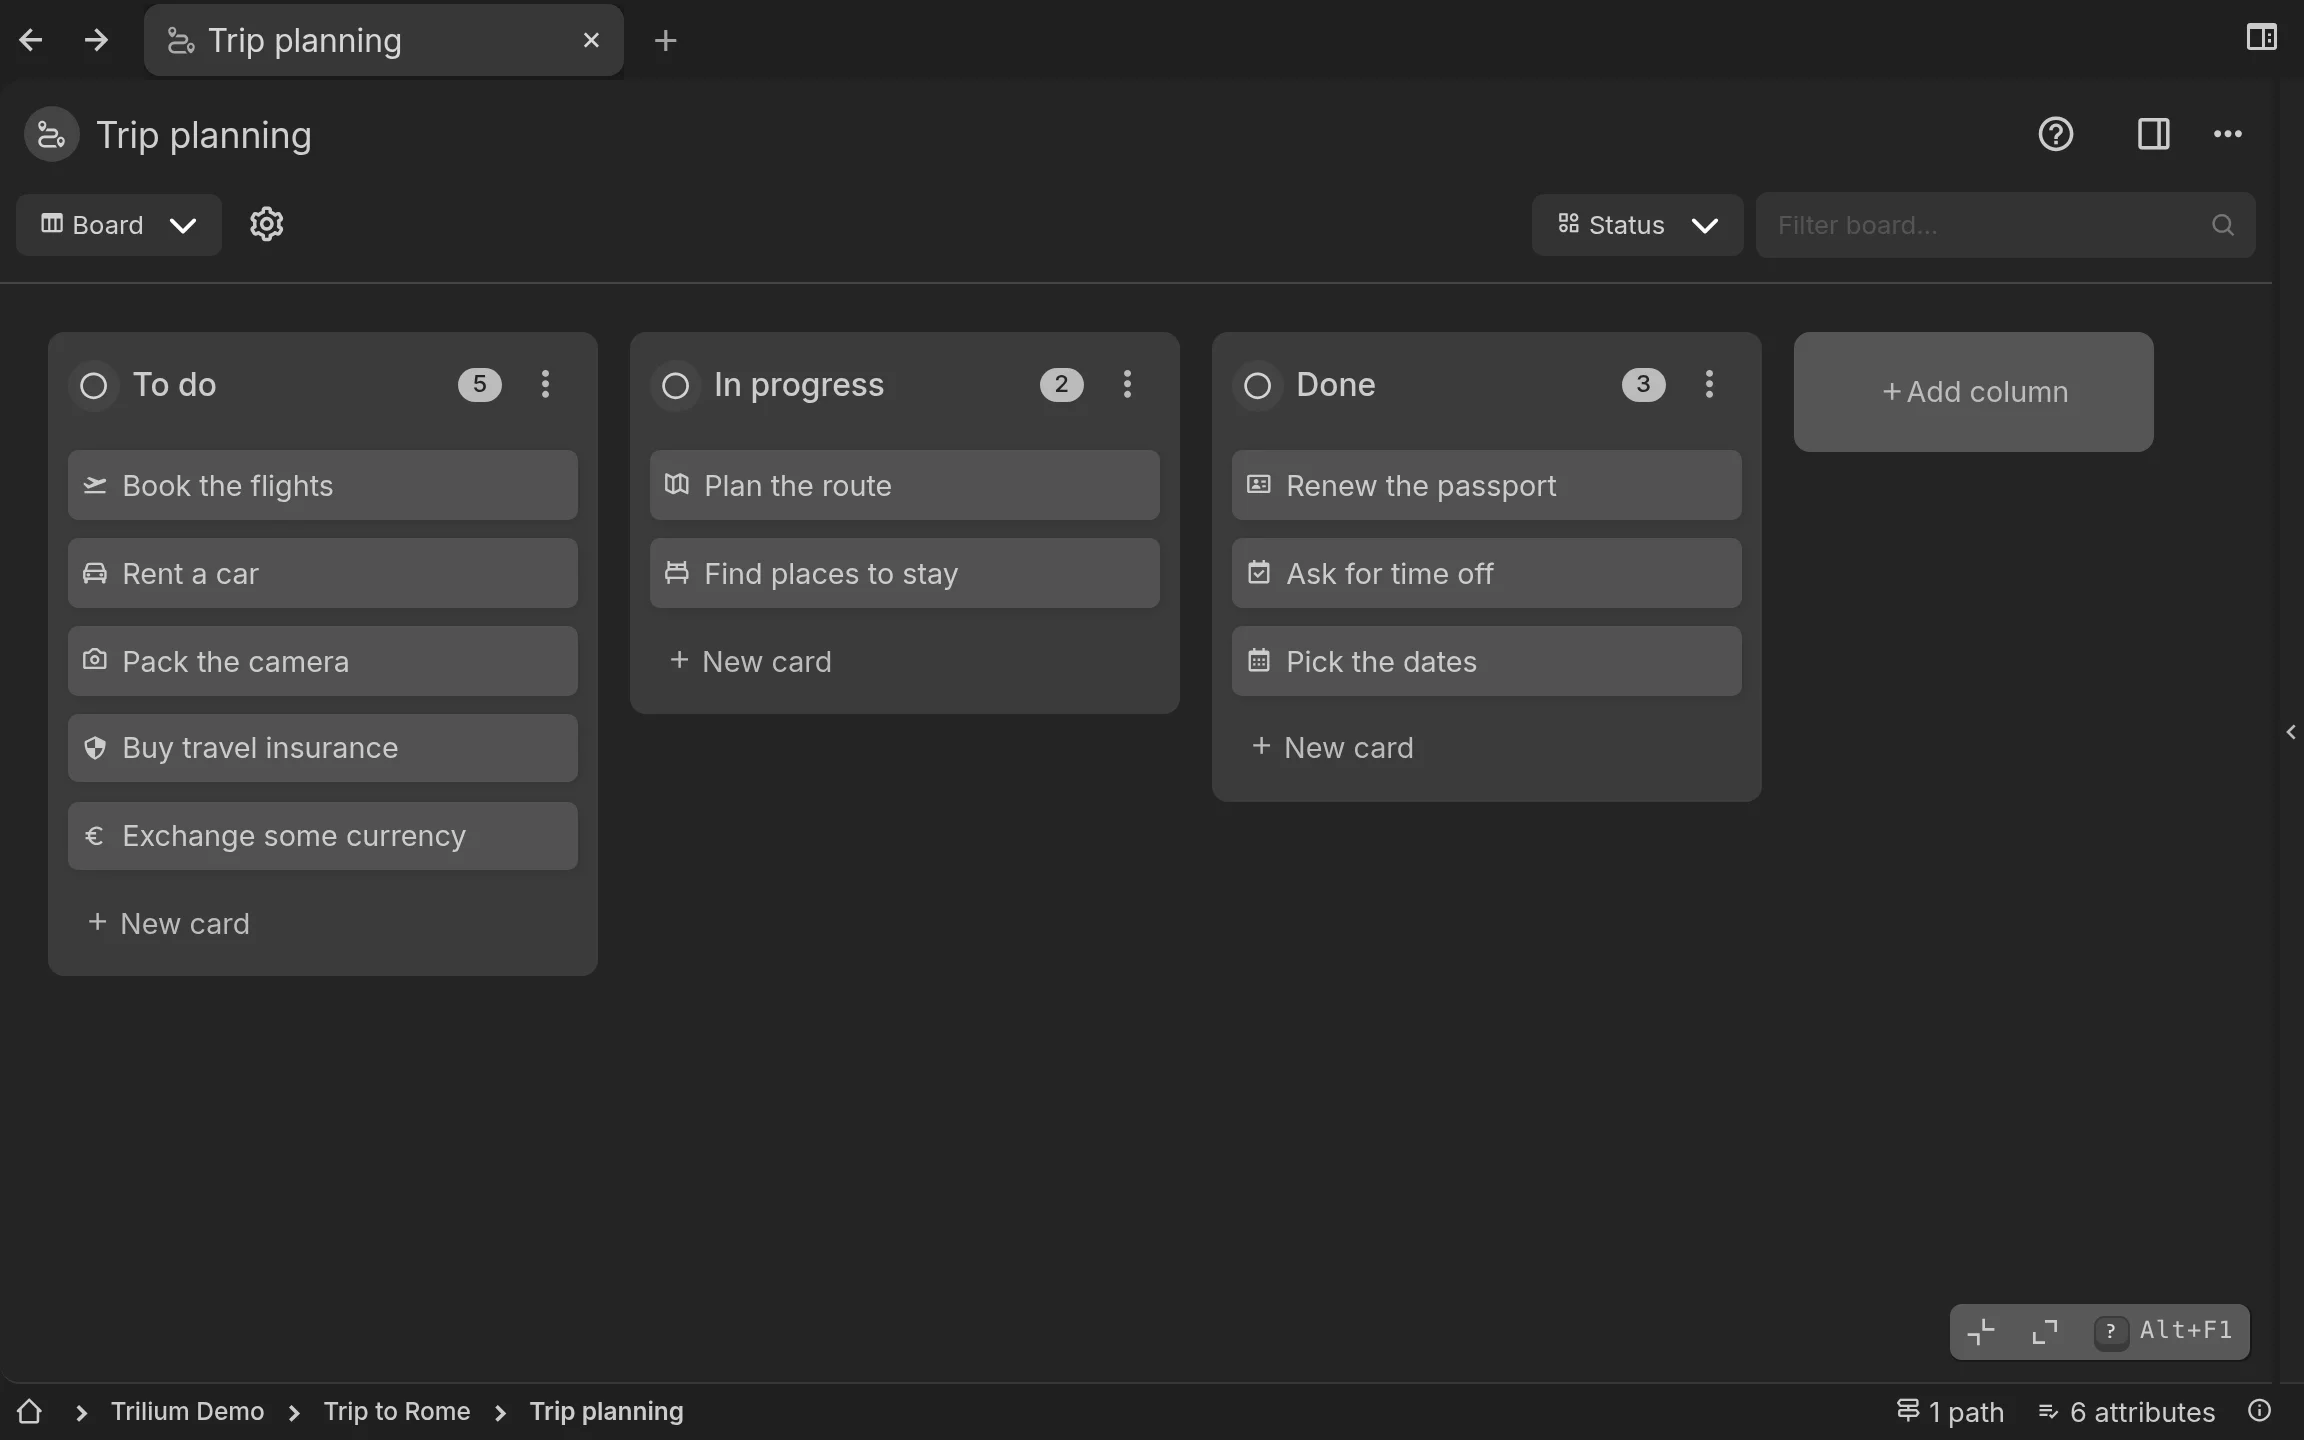 Trip planning
Trip planning
Board
Status
Filter board...
To do 5
Book the flights
Rent a car
Pack the camera
Buy travel insurance
€ Exchange some currency
+ New card
In progress 2
Plan the route
Find places to stay
+ New card
Done 3
Renew the passport
Ask for time off
Pick the dates
+ New card
+ Add column
? Alt+F1
Trilium Demo > Trip to Rome > Trip planning
1 path
6 attributes